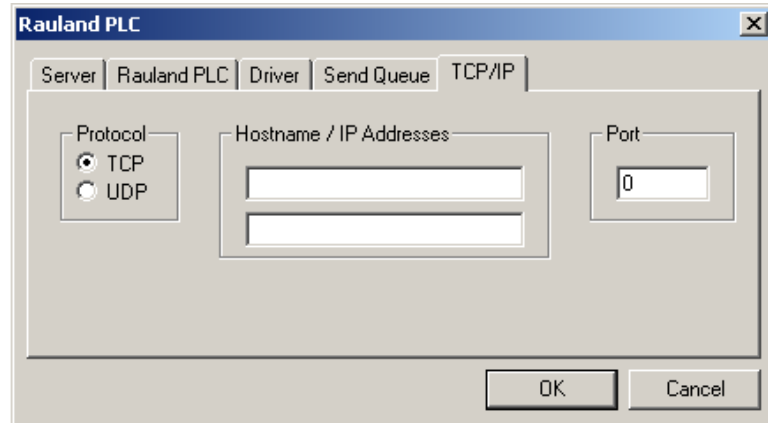 Rauland PLC
Server Rauland PLC Driver Send Queue TCP/IP
Protocol Hostname / IP Addresses Port
TCP
0
UDP
OK Cancel